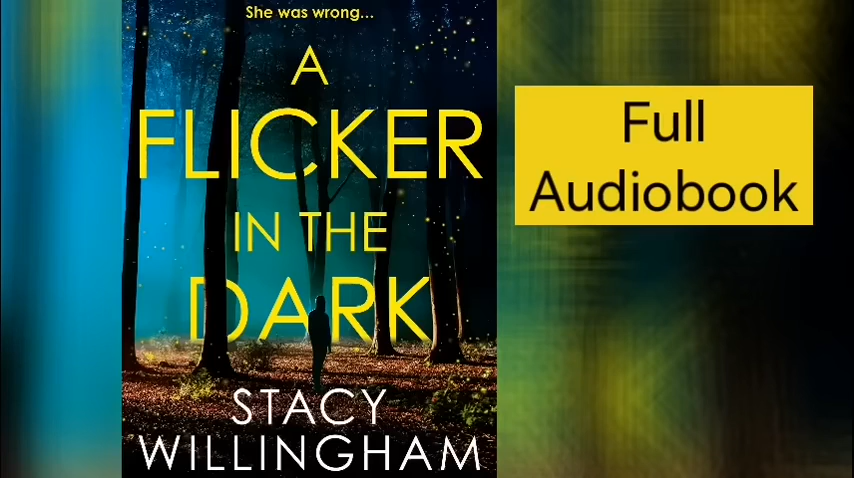 She was wrong...
A
FLICKER
IN THE
DARK
STACY
WILLINGHAM
Full
Audiobook